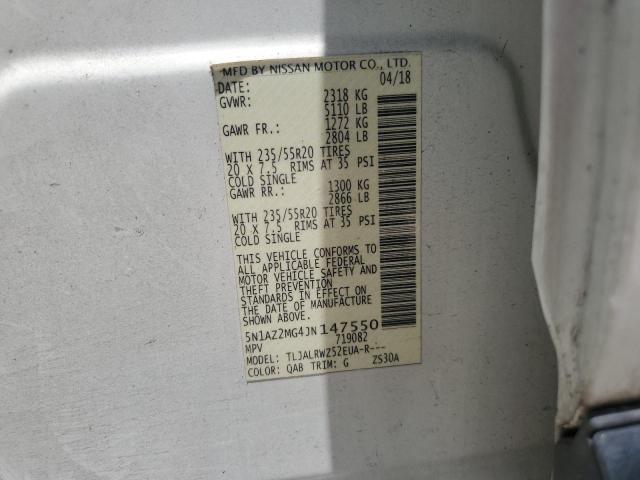 MFD BY NISSAN MOTOR CO., LTD.
DATE: 04/18
GVWR: 2318 KG
5110 LB
GAWR FR.: 1272 KG
2804 LB
WITH 235/55R20 TIRES
20 X 7.5 RIMS AT 35 PSI
COLD SINGLE
GAWR RR.: 1300 KG
2866 LB
WITH 235/55R20 TIRES
20 X 7.5 RIMS AT 35 PSI
COLD SINGLE
THIS VEHICLE CONFORMS TO
ALL APPLICABLE FEDERAL
MOTOR VEHICLE SAFETY AND
THEFT PREVENTION
STANDARDS IN EFFECT ON
THE DATE OF MANUFACTURE
SHOWN ABOVE.
5N1AZ2MG4JN147550
MPV 719082
MODEL: TLJALRWZ52EUA-R---
COLOR: QAB TRIM: G ZS30A